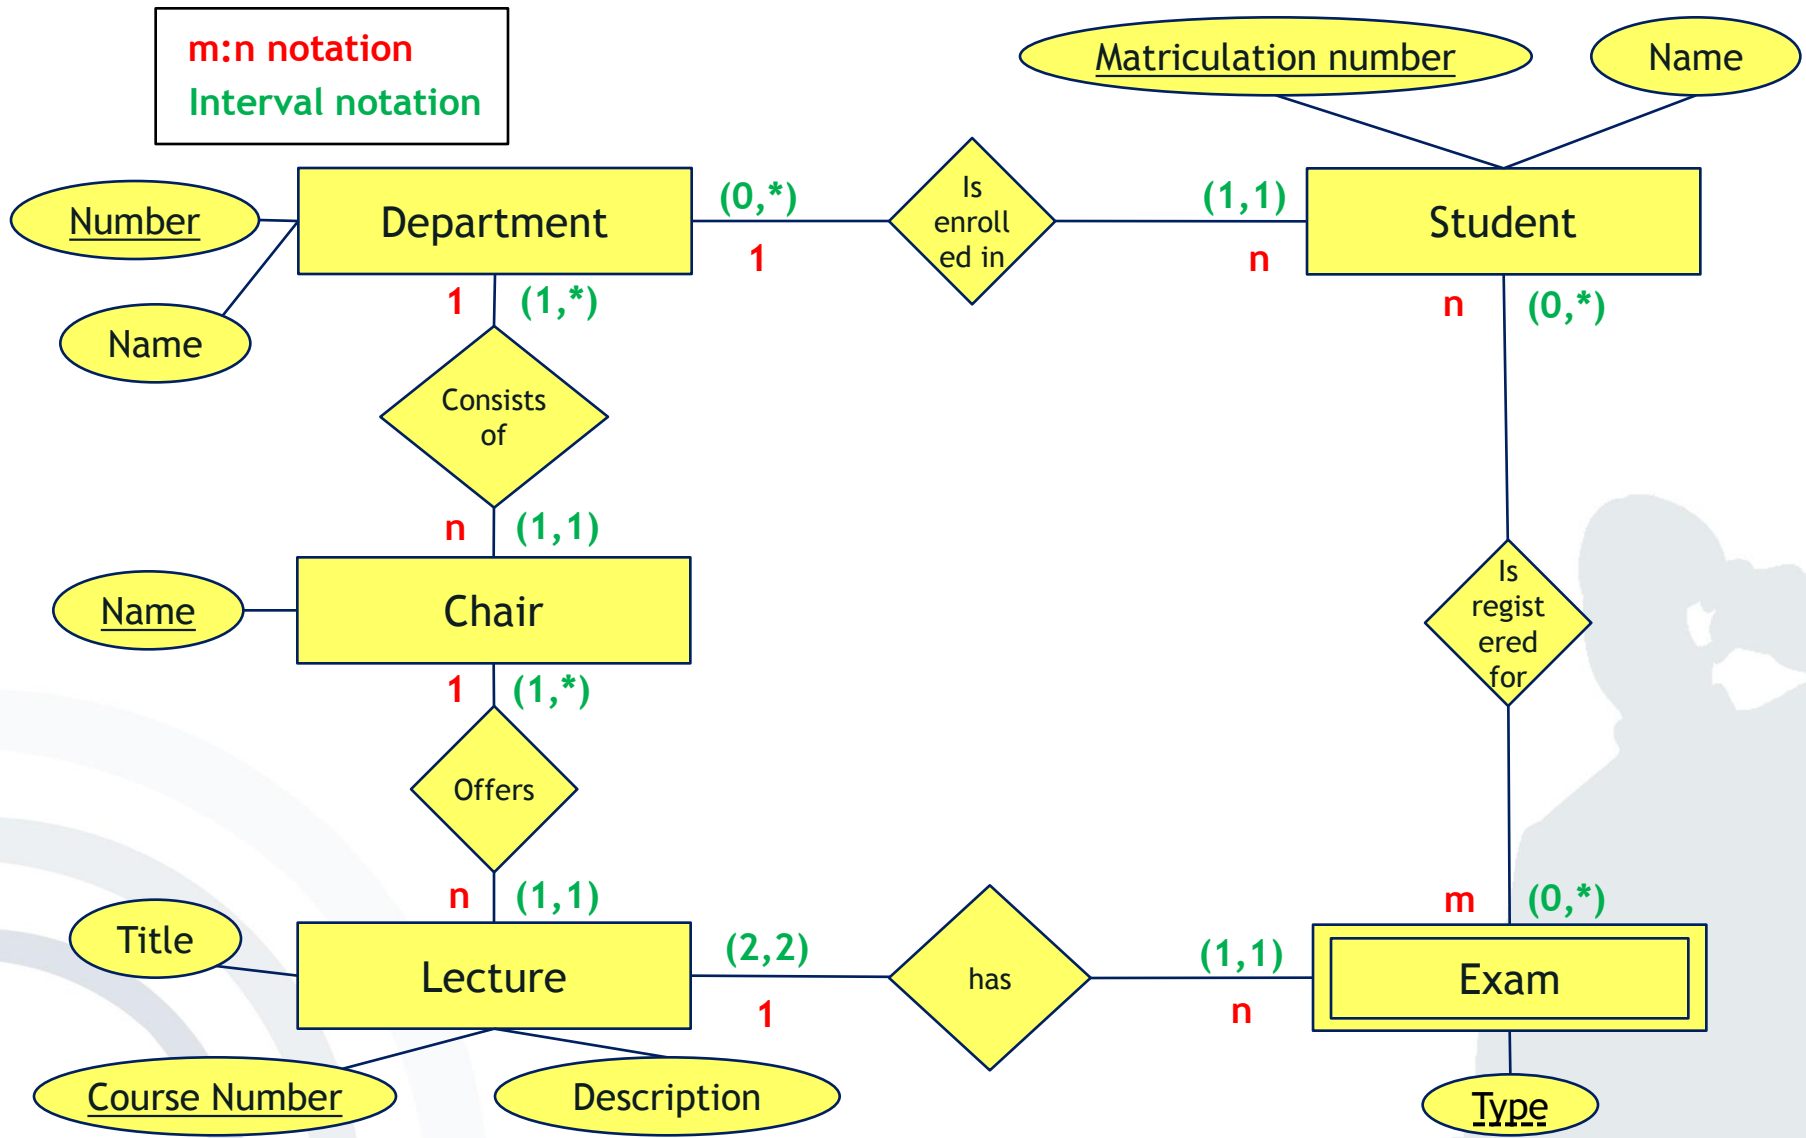 m:n notation
Interval notation
Matriculation number
Name
Number
Department
(0,*)
1
Is
enroll
ed in
(1,1)
n
Student
Name
1
(1,*)
n
(0,*)
Consists
of
n
(1,1)
Name
Chair
Is
regist
ered
for
1
(1,*)
Offers
n
(1,1)
m
(0,*)
Title
Lecture
(2,2)
1
has
(1,1)
n
Exam
Course Number
Description
Type